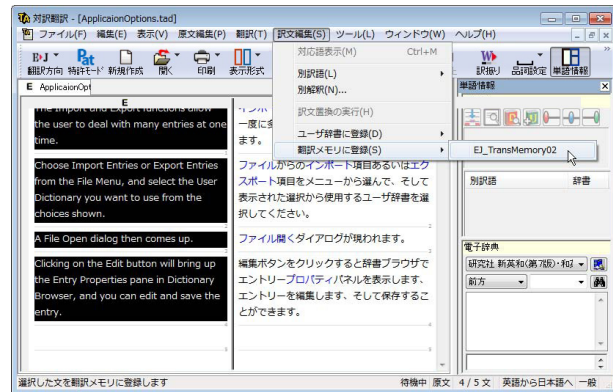 対訳翻訳 - [ApplicaionOptions.tad]
ファイル(F) 編集(E) 表示(V) 原文編集(P) 翻訳(T) 訳文編集(S) ツール(L) ウィンドウ(W) ヘルプ(H)
E›J Pat
翻訳方向 特許モード 新規作成 開く 印刷 表示形式
訳振り 品詞設定 単語情報
対応語表示(M) Ctrl+M
別訳語(L)
別解釈(N)...
訳文置換の実行(H)
ユーザ辞書に登録(D)
翻訳メモリに登録(S)
EJ_TransMemory02
E ApplicaionOpt
E
The Import and Export functions allow
the user to deal with many entries at one
time.
Choose Import Entries or Export Entries
from the File Menu, and select the User
Dictionary you want to use from the
choices shown.
A File Open dialog then comes up.
Clicking on the Edit button will bring up
the Entry Properties pane in Dictionary
Browser, and you can edit and save the
entry.
一度に多
ます。
ファイルからのインポート項目あるいはエク
スポート項目をメニューから選んで、そして
表示された選択から使用するユーザ辞書を選
択してください。
ファイル開くダイアログが現われます。
編集ボタンをクリックすると辞書ブラウザで
エントリープロパティパネルを表示します、
エントリーを編集します、そして保存するこ
とができます。
単語情報
別訳語 辞書
電子辞典
研究社 新英和(第7版)・和
前方
選択した文を翻訳メモリに登録します
待機中 原文 4 / 5 文 英語から日本語へ 一般